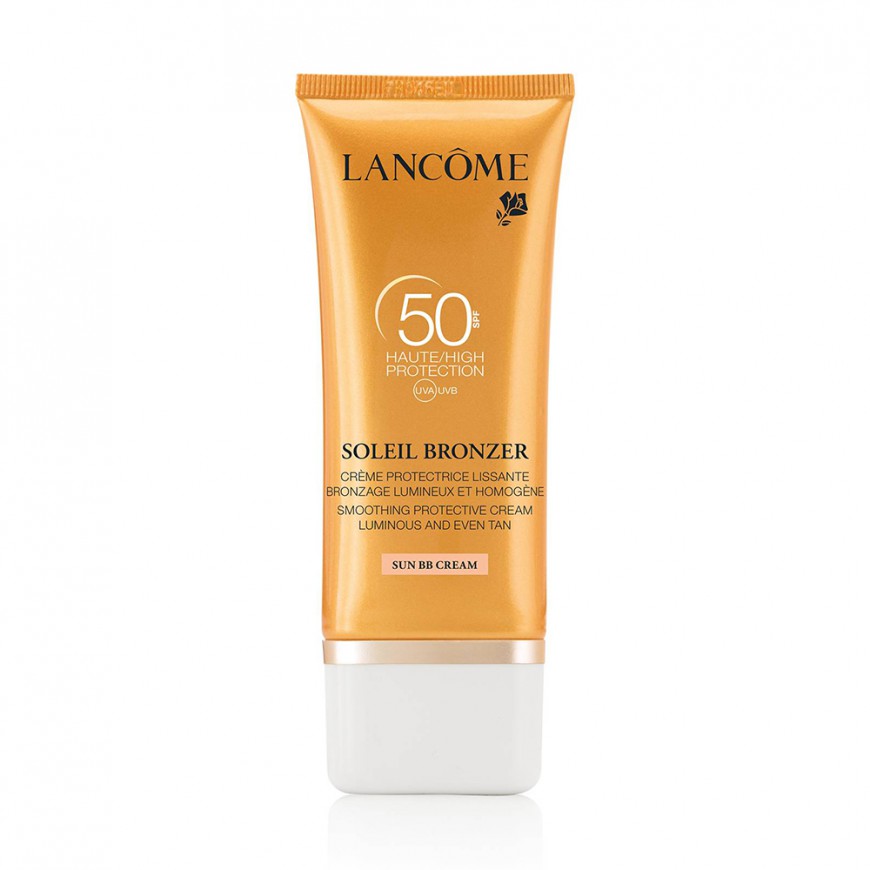 LANCÔME
50 SPF
HAUTE/HIGH
PROTECTION
UVA UVB
SOLEIL BRONZER
CRÈME PROTECTRICE LISSANTE
BRONZAGE LUMINEUX ET HOMOGÈNE
SMOOTHING PROTECTIVE CREAM
LUMINOUS AND EVEN TAN
SUN BB CREAM